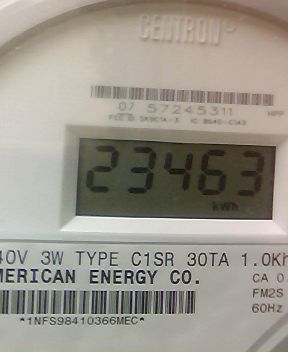 CENTRON
07 57245311
23463
kWh
40V 3W TYPE C1SR 30TA 1.0Kh
MERICAN ENERGY CO.
CA 0.
FM2S
60Hz
*1NFS98410366MEC*